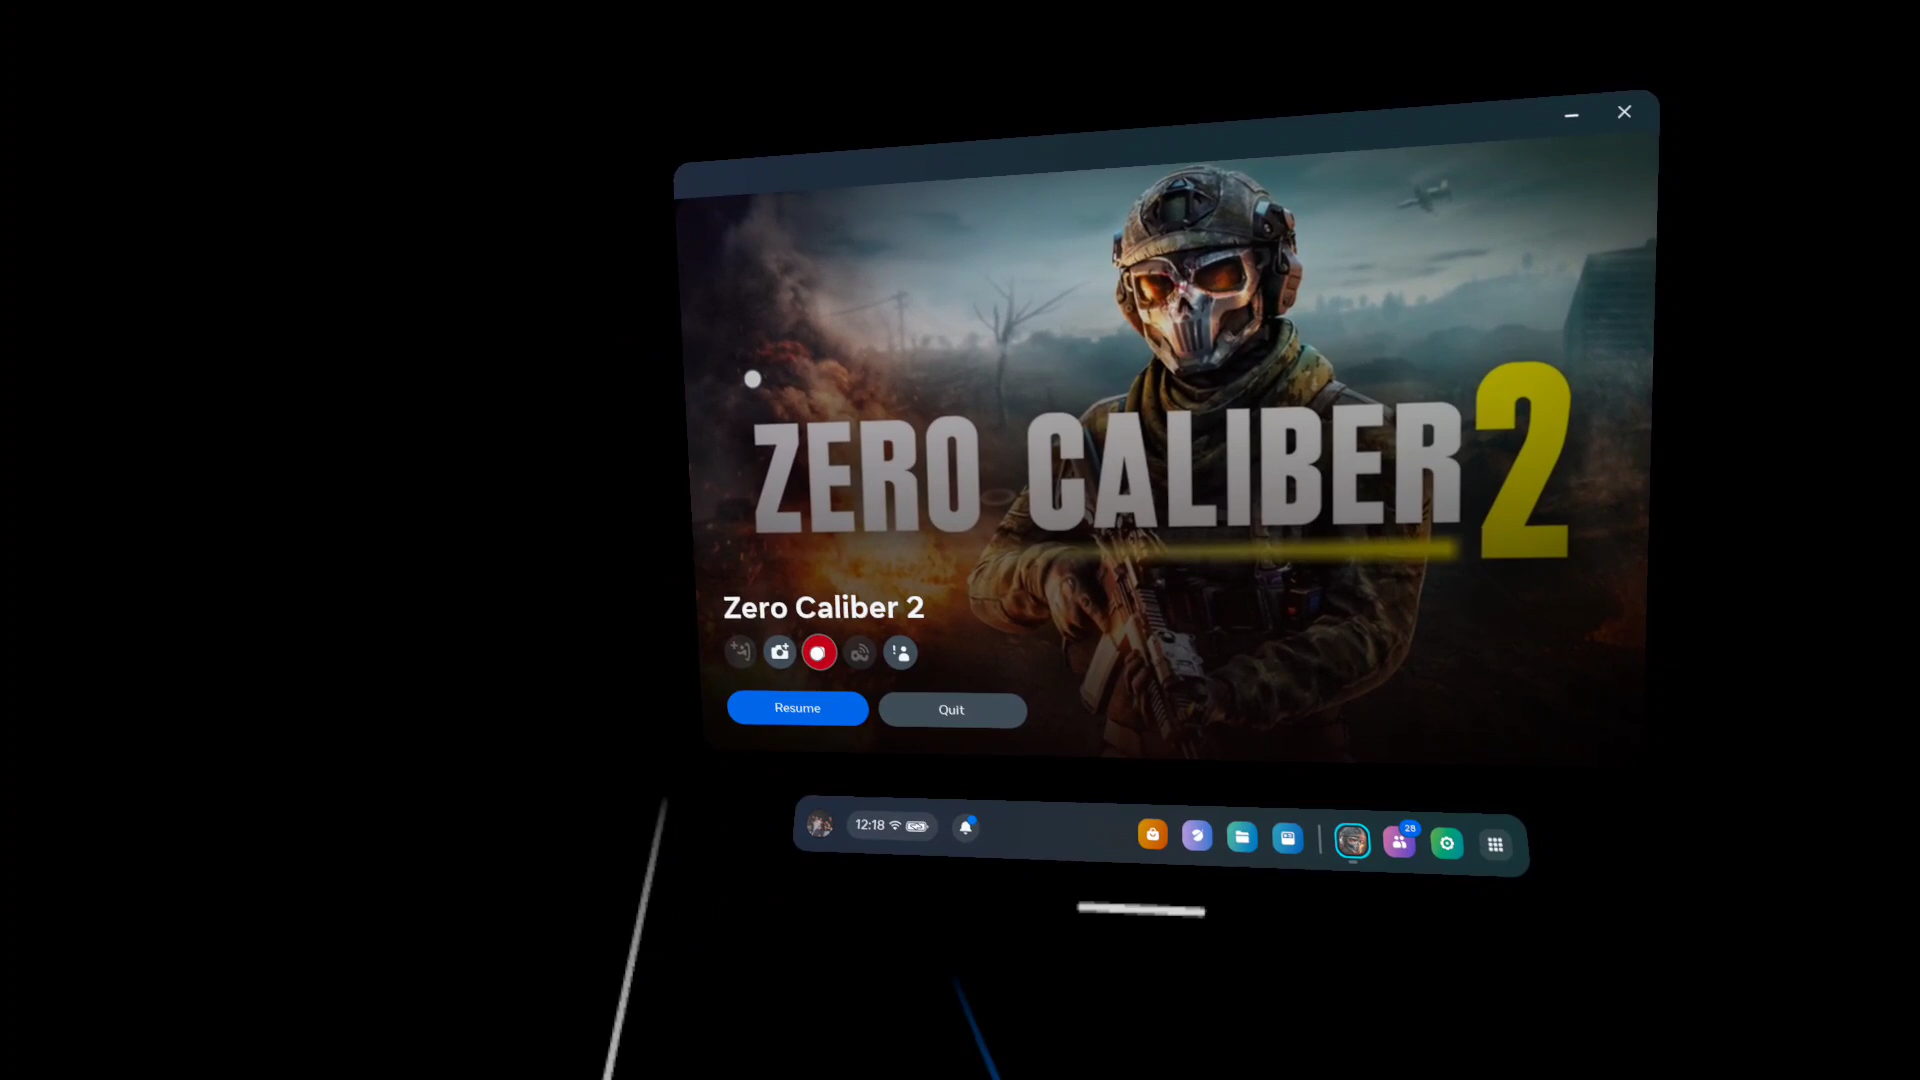 ZERO CALIBER 2
Zero Caliber 2
Resume
Quit
12:18
28